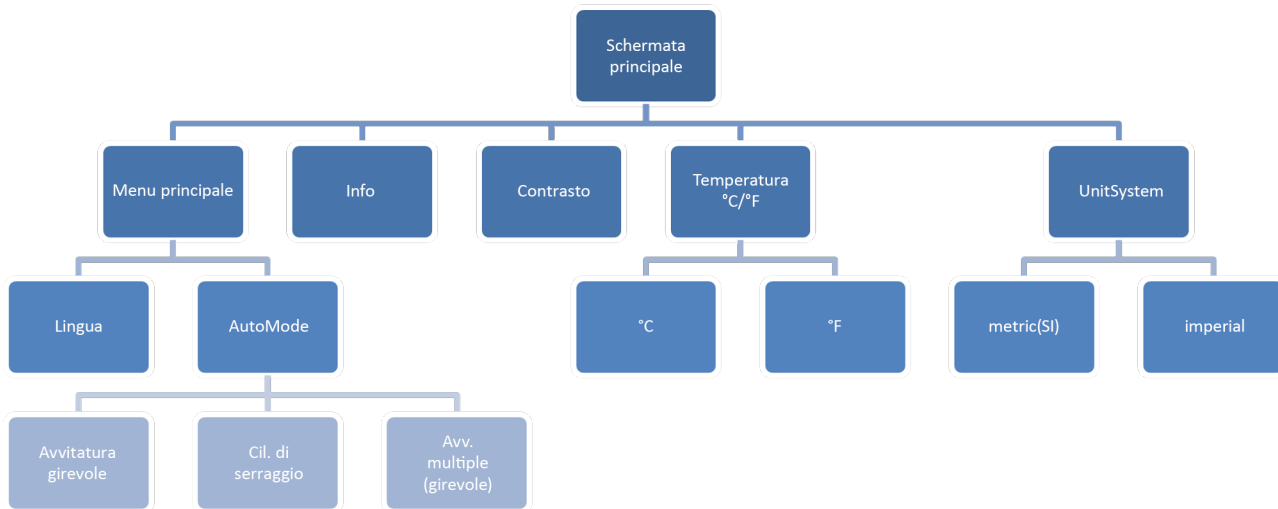 Schermata
principale
Menu principale
Info
Contrasto
Temperatura
°C/°F
UnitSystem
Lingua
AutoMode
°C
°F
metric(SI)
imperial
Avvitatura
girevole
Cil. di
serraggio
Avv.
multiple
(girevole)